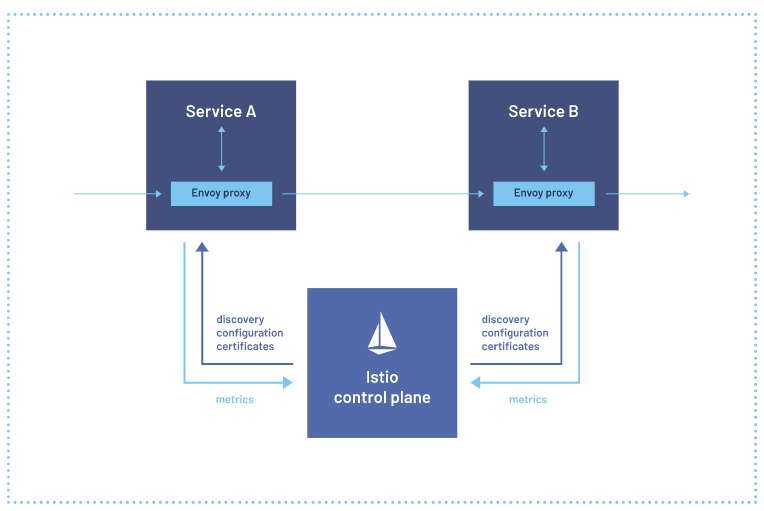 Service A
Service B
Envoy proxy
Envoy proxy
discovery
configuration
certificates
discovery
configuration
certificates
Istio
control plane
metrics
metrics